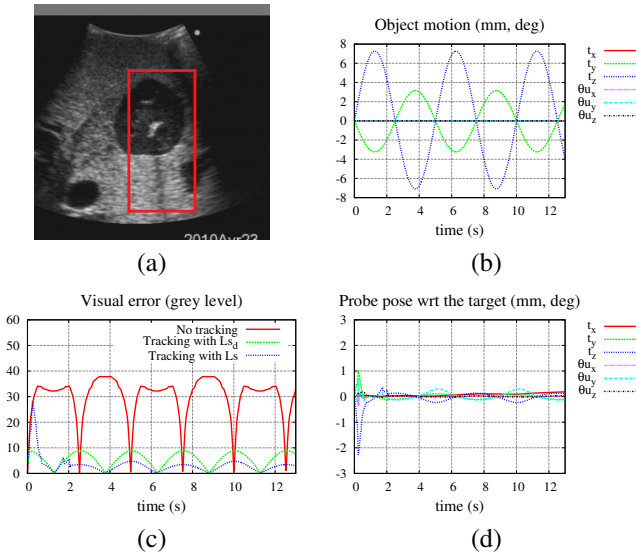 2010Avr23
(a)
Object motion (mm, deg)
8
6
4
2
0
-2
-4
-6
-8
0 2 4 6 8 10 12
time (s)
t_x
t_y
t_z
θu_x
θu_y
θu_z
(b)
Visual error (grey level)
60
50
40
30
20
10
0
0 2 4 6 8 10 12
time (s)
No tracking
Tracking with Ls_d
Tracking with Ls
(c)
Probe pose wrt the target (mm, deg)
3
2
1
0
-1
-2
-3
0 2 4 6 8 10 12
time (s)
t_x
t_y
t_z
θu_x
θu_y
θu_z
(d)